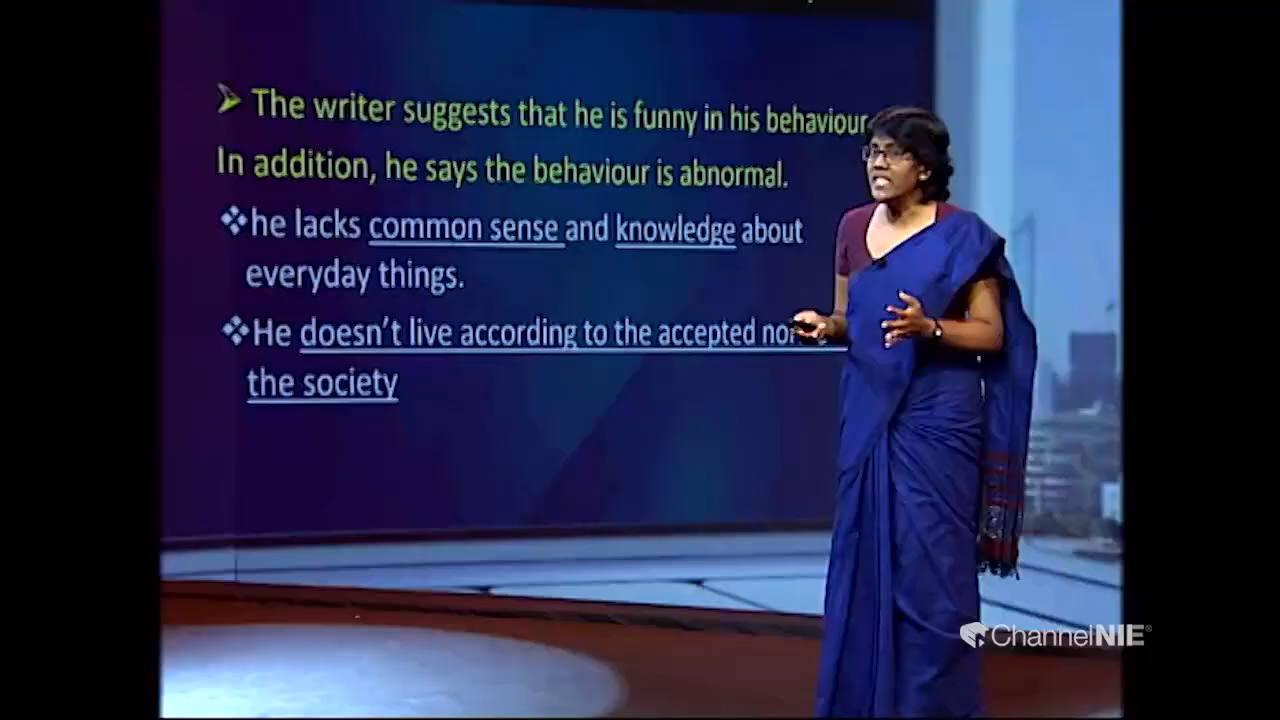 The writer suggests that he is funny in his behaviour
In addition, he says the behaviour is abnormal.
he lacks common sense and knowledge about
everyday things.
He doesn't live according to the accepted
the society
ChannelNIE